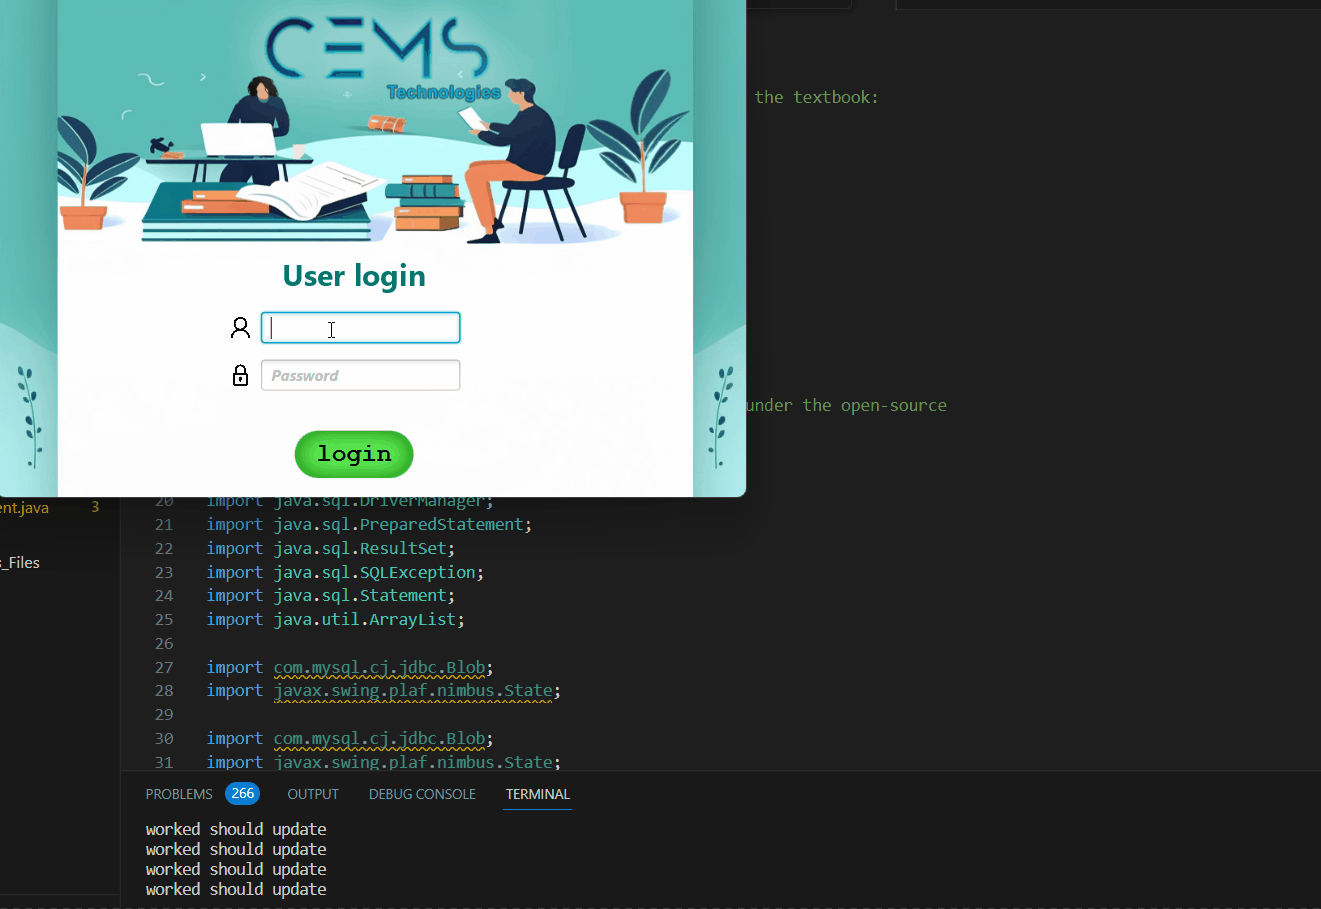 CEMS
Technologies
the textbook:
User login
Password
under the open-source
login
ent.java 3
20 import java.sql.DriverManager;
21 import java.sql.PreparedStatement;
22 import java.sql.ResultSet;
s_Files
23 import java.sql.SQLException;
24 import java.sql.Statement;
25 import java.util.ArrayList;
26
27 import com.mysql.cj.jdbc.Blob;
28 import javax.swing.plaf.nimbus.State;
29
30 import com.mysql.cj.jdbc.Blob;
31 import javax.swing.plaf.nimbus.State;
PROBLEMS 266 OUTPUT DEBUG CONSOLE TERMINAL
worked should update
worked should update
worked should update
worked should update